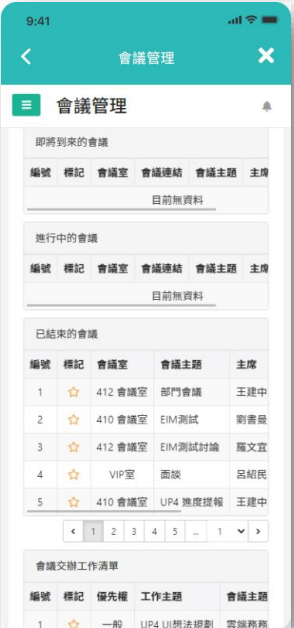 9:41
會議管理
會議管理
即將到來的會議
編號 標記 會議室 會議連結 會議主題 主席
目前無資料
進行中的會議
編號 標記 會議室 會議連結 會議主題 主席
目前無資料
已結束的會議
編號 標記 會議室 會議主題 主席
1 412 會議室 部門會議 王建中
2 410 會議室 EIM測試 劉書曼
3 412 會議室 EIM測試討論 羅文宜
4 VIP室 面談 呂紹民
5 410 會議室 UP4 進度提報 王建中
1 2 3 4 5 ... 1
會議交辦工作清單
編號 標記 優先權 工作主題 會議主題
1 一般 UP4 UI想法規劃 雲端務務